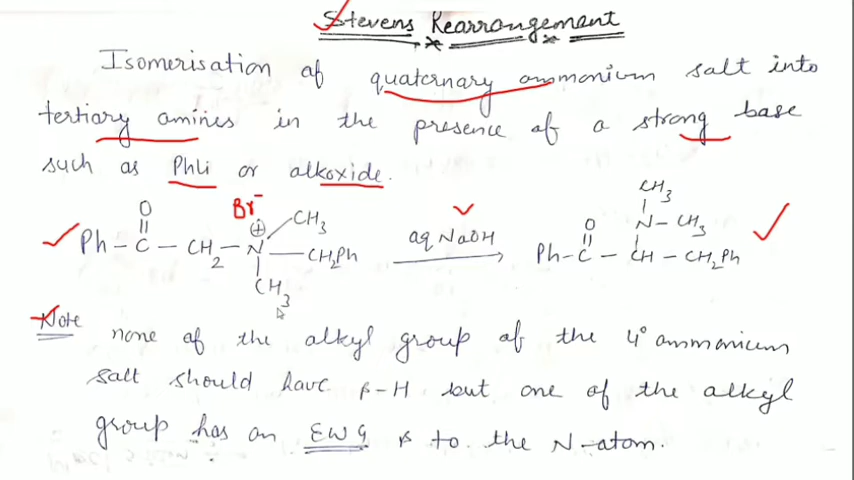 Stevens Rearrangement
Isomerisation of quaternary ammonium salt into
tertiary amines in the presence of a strong base
such as PhLi or alkoxide.
Ph-C(=O)-CH2-N⊕(CH3)(CH2Ph)(CH3) Br⁻ aq NaOH → Ph-C(=O)-CH(N(CH3)-CH3)-CH2Ph
Note none of the alkyl group of the 4° ammonium
salt should have β-H but one of the alkyl
group has an EWG β to the N-atom.